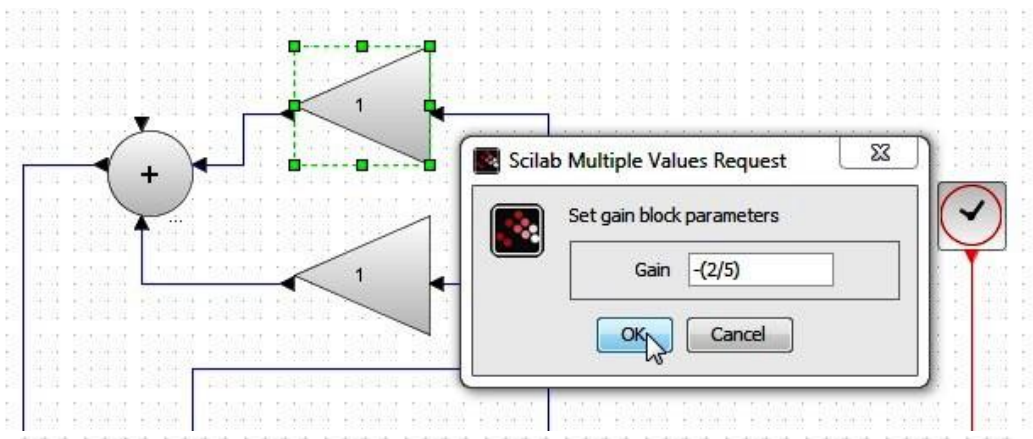 1
Scilab Multiple Values Request
Set gain block parameters
+
Gain -(2/5)
...
1
OK Cancel